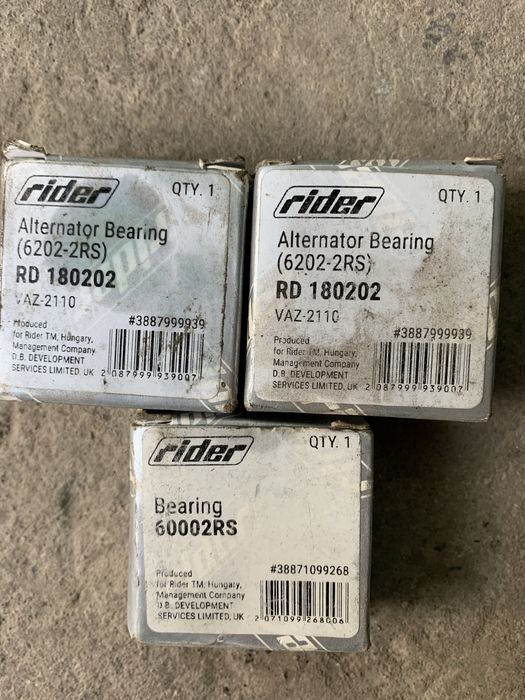 rider
QTY. 1
Alternator Bearing
(6202-2RS)
RD 180202
VAZ-2110
#3887999939
Produced
for Rider TM, Hungary,
Management Company
D.B. DEVELOPMENT
SERVICES LIMITED, UK
2 087999 939007
rider
QTY. 1
Alternator Bearing
(6202-2RS)
RD 180202
VAZ-2110
#3887999939
Produced
for Rider TM, Hungary,
Management Company
D.B. DEVELOPMENT
SERVICES LIMITED, UK
2 087999 939007
rider
QTY. 1
Bearing
60002RS
#38871099268
Produced
for Rider TM, Hungary,
Management Company
D.B. DEVELOPMENT
SERVICES LIMITED, UK
2 071099 268006